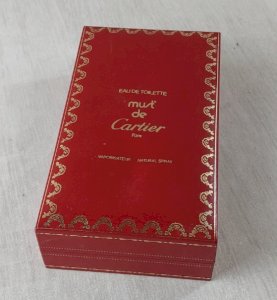 EAU DE TOILETTE
must
de
Cartier
Paris
VAPORISATEUR NATURAL SPRAY